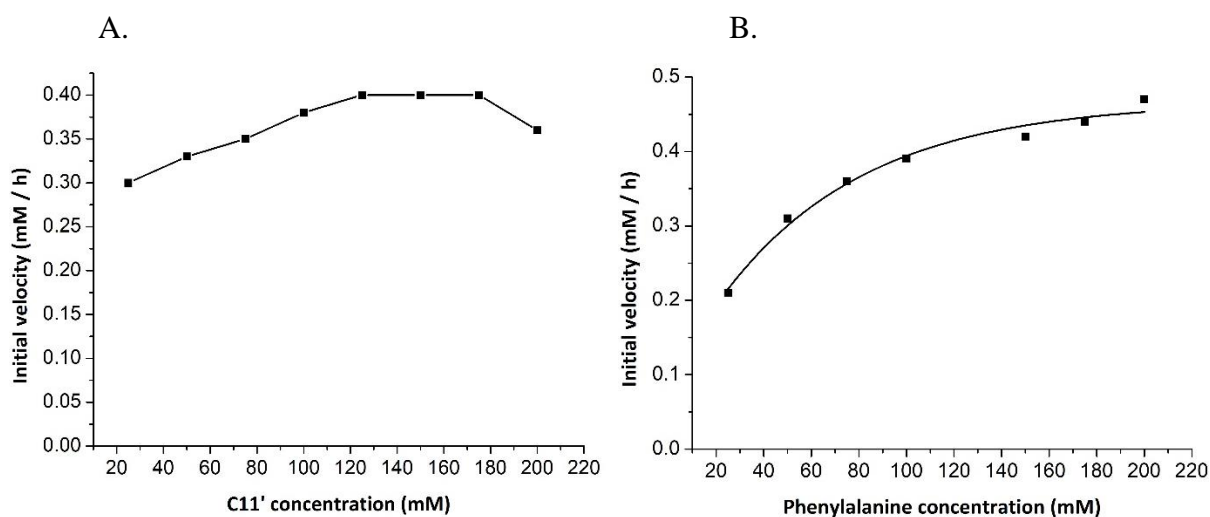 A.
0.40
0.35
0.30
0.25
0.20
0.15
0.10
0.05
0.00
Initial velocity (mM / h)
20 40 60 80 100 120 140 160 180 200 220
C11' concentration (mM)
B.
0.5
0.4
0.3
0.2
0.1
0.0
Initial velocity (mM / h)
20 40 60 80 100 120 140 160 180 200 220
Phenylalanine concentration (mM)